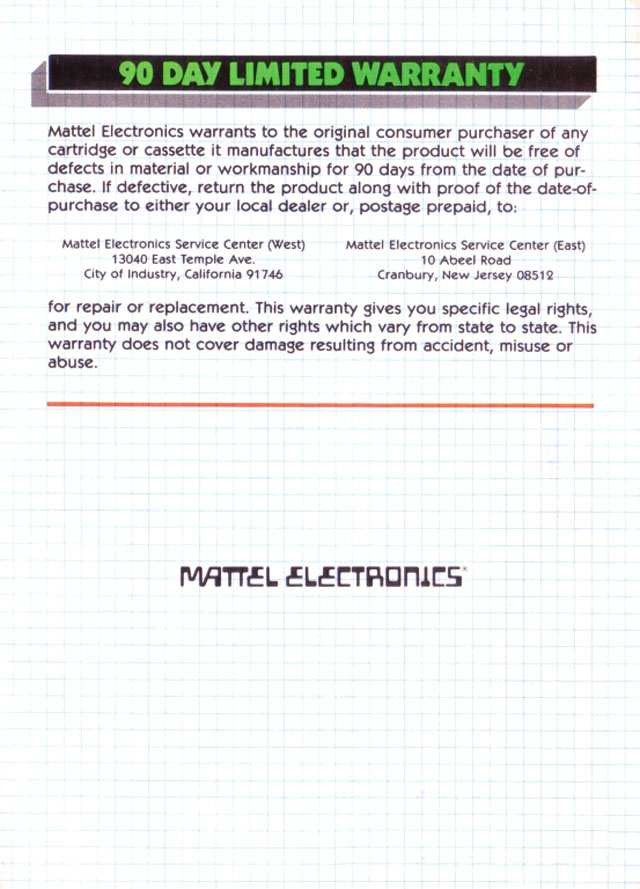 90 DAY LIMITED WARRANTY
Mattel Electronics warrants to the original consumer purchaser of any
cartridge or cassette it manufactures that the product will be free of
defects in material or workmanship for 90 days from the date of pur-
chase. If defective, return the product along with proof of the date-of-
purchase to either your local dealer or, postage prepaid, to:
Mattel Electronics Service Center (West)
13040 East Temple Ave.
City of Industry, California 91746
Mattel Electronics Service Center (East)
10 Abeel Road
Cranbury, New Jersey 08512
for repair or replacement. This warranty gives you specific legal rights,
and you may also have other rights which vary from state to state. This
warranty does not cover damage resulting from accident, misuse or
abuse.
MATTEL ELECTRONICS